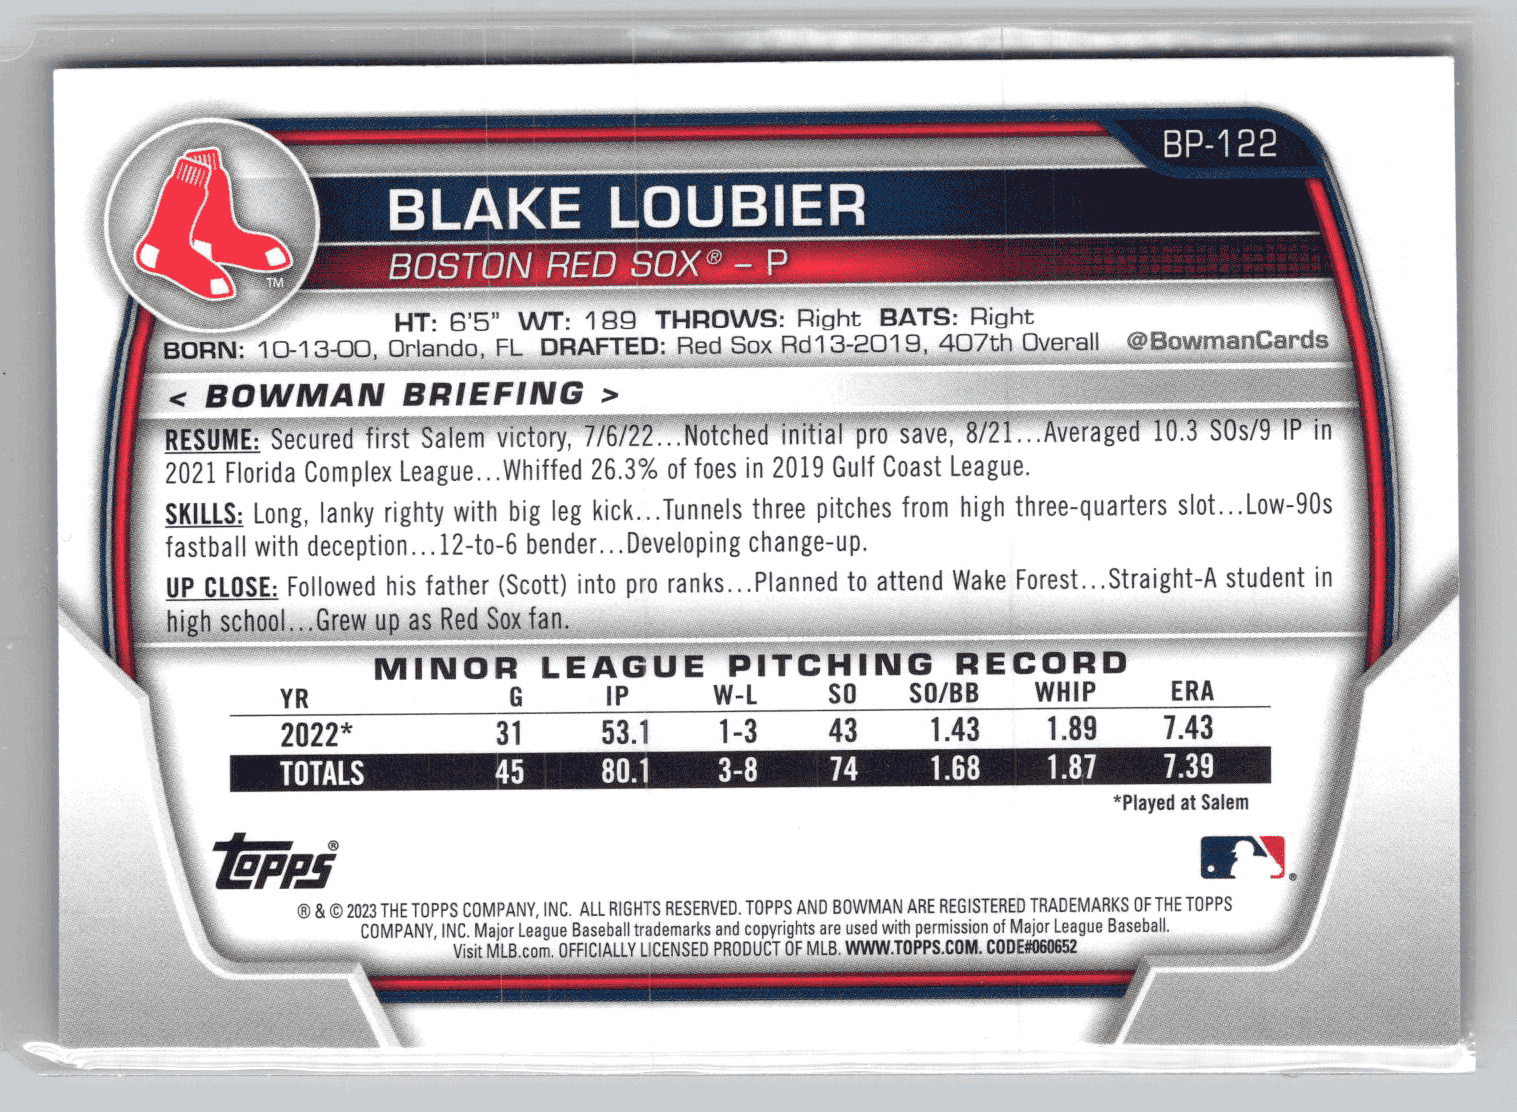 BP-122
BLAKE LOUBIER
BOSTON RED SOX® – P
TM
HT: 6'5" WT: 189 THROWS: Right BATS: Right
BORN: 10-13-00, Orlando, FL DRAFTED: Red Sox Rd13-2019, 407th Overall @BowmanCards
< BOWMAN BRIEFING >
RESUME: Secured first Salem victory, 7/6/22...Notched initial pro save, 8/21...Averaged 10.3 SOs/9 IP in
2021 Florida Complex League...Whiffed 26.3% of foes in 2019 Gulf Coast League.
SKILLS: Long, lanky righty with big leg kick...Tunnels three pitches from high three-quarters slot...Low-90s
fastball with deception...12-to-6 bender...Developing change-up.
UP CLOSE: Followed his father (Scott) into pro ranks...Planned to attend Wake Forest...Straight-A student in
high school...Grew up as Red Sox fan.
MINOR LEAGUE PITCHING RECORD
YR G IP W-L SO SO/BB WHIP ERA
2022* 31 53.1 1-3 43 1.43 1.89 7.43
TOTALS 45 80.1 3-8 74 1.68 1.87 7.39
*Played at Salem
topps®
®
® & © 2023 THE TOPPS COMPANY, INC. ALL RIGHTS RESERVED. TOPPS AND BOWMAN ARE REGISTERED TRADEMARKS OF THE TOPPS
COMPANY, INC. Major League Baseball trademarks and copyrights are used with permission of Major League Baseball.
Visit MLB.com. OFFICIALLY LICENSED PRODUCT OF MLB. WWW.TOPPS.COM. CODE#060652